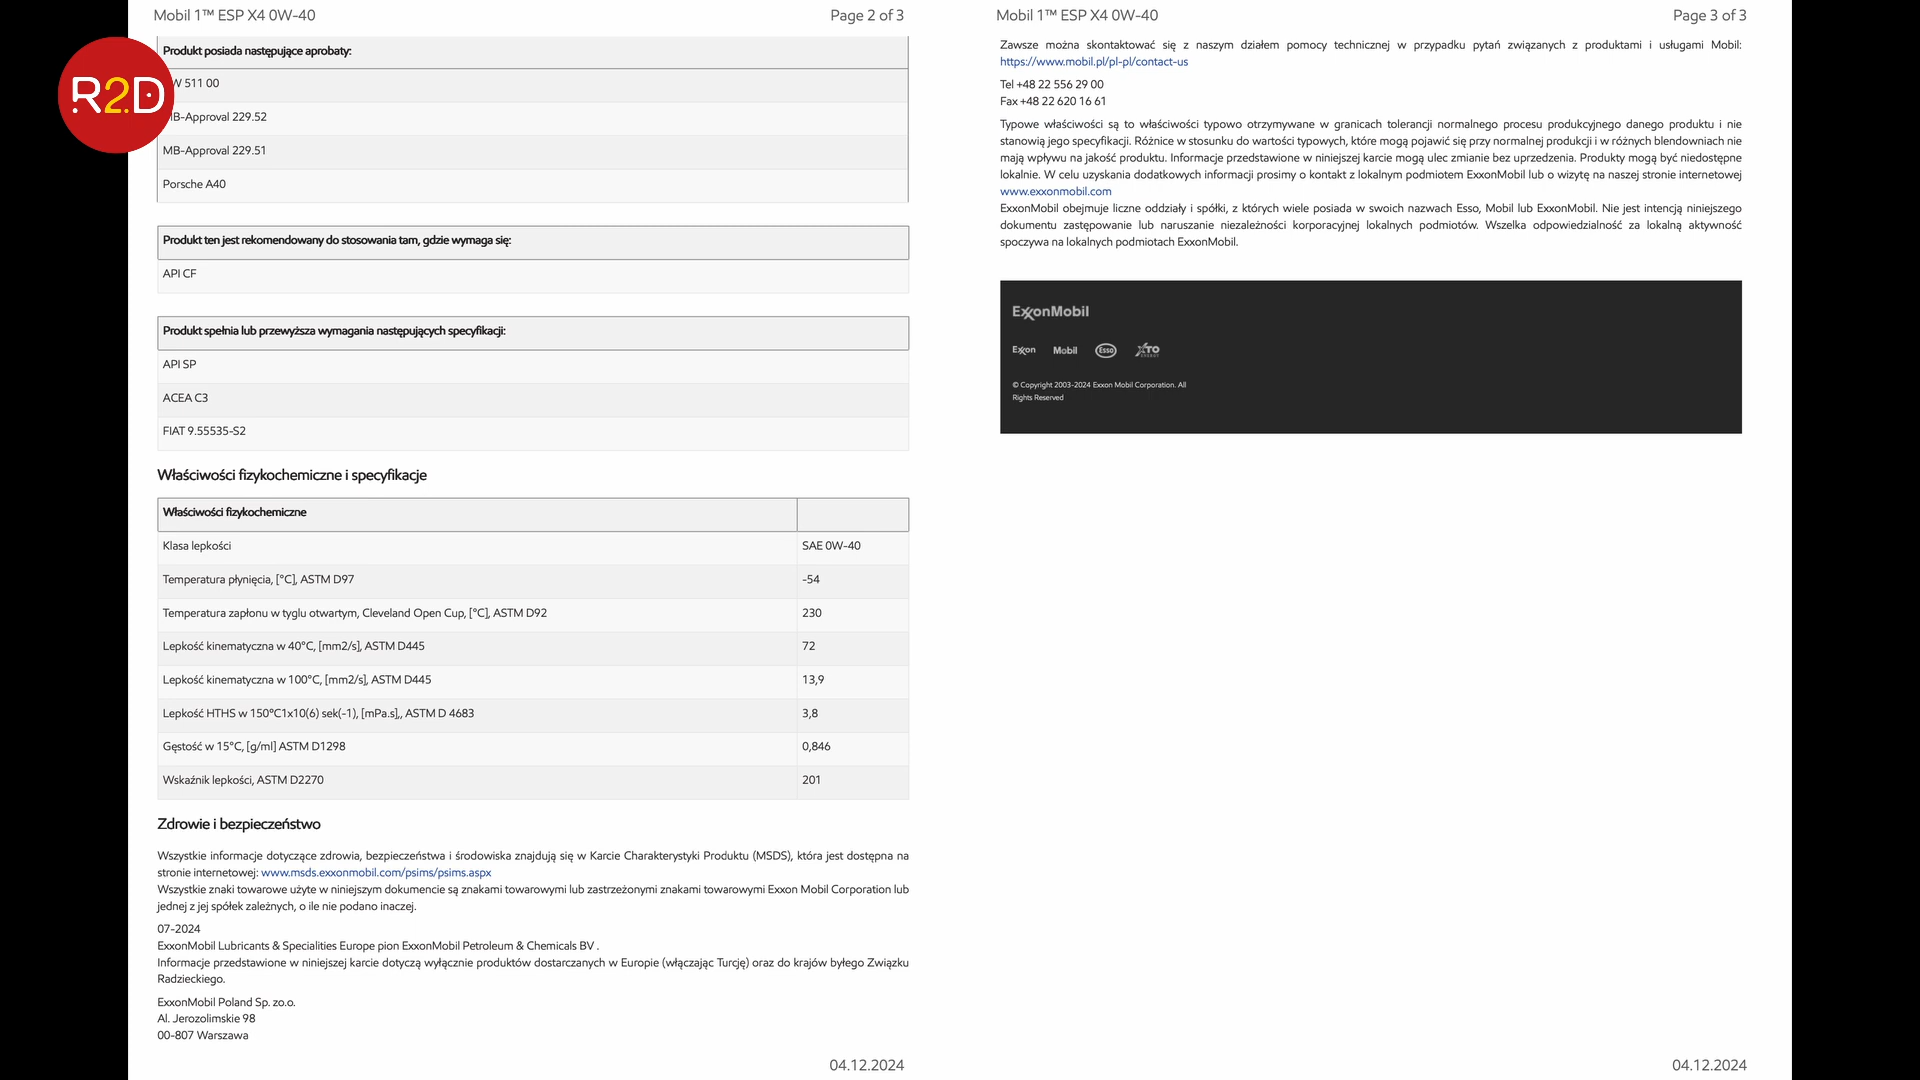 Mobil 1™ ESP X4 0W-40
Page 2 of 3
R2D
Produkt posiada następujące aprobaty:
W 511 00
B-Approval 229.52
MB-Approval 229.51
Porsche A40
Produkt ten jest rekomendowany do stosowania tam, gdzie wymaga się:
API CF
Produkt spełnia lub przewyższa wymagania następujących specyfikacji:
API SP
ACEA C3
FIAT 9.55535-S2
Właściwości fizykochemiczne i specyfikacje
Właściwości fizykochemiczne
Klasa lepkości SAE 0W-40
Temperatura płynięcia, [°C], ASTM D97 -54
Temperatura zapłonu w tyglu otwartym, Cleveland Open Cup, [°C], ASTM D92 230
Lepkość kinematyczna w 40°C, [mm2/s], ASTM D445 72
Lepkość kinematyczna w 100°C, [mm2/s], ASTM D445 13,9
Lepkość HTHS w 150ºC1x10(6) sek(-1), [mPa.s],, ASTM D 4683 3,8
Gęstość w 15°C, [g/ml] ASTM D1298 0,846
Wskaźnik lepkości, ASTM D2270 201
Zdrowie i bezpieczeństwo
Wszystkie informacje dotyczące zdrowia, bezpieczeństwa i środowiska znajdują się w Karcie Charakterystyki Produktu (MSDS), która jest dostępna na
stronie internetowej: www.msds.exxonmobil.com/psims/psims.aspx
Wszystkie znaki towarowe użyte w niniejszym dokumencie są znakami towarowymi lub zastrzeżonymi znakami towarowymi Exxon Mobil Corporation lub
jednej z jej spółek zależnych, o ile nie podano inaczej.
07-2024
ExxonMobil Lubricants & Specialities Europe pion ExxonMobil Petroleum & Chemicals BV .
Informacje przedstawione w niniejszej karcie dotyczą wyłącznie produktów dostarczanych w Europie (włączając Turcję) oraz do krajów byłego Związku
Radzieckiego.
ExxonMobil Poland Sp. zo.o.
Al. Jerozolimskie 98
00-807 Warszawa
04.12.2024
Mobil 1™ ESP X4 0W-40
Page 3 of 3
Zawsze można skontaktować się z naszym działem pomocy technicznej w przypadku pytań związanych z produktami i usługami Mobil:
https://www.mobil.pl/pl-pl/contact-us
Tel +48 22 556 29 00
Fax +48 22 620 16 61
Typowe właściwości są to właściwości typowo otrzymywane w granicach tolerancji normalnego procesu produkcyjnego danego produktu i nie
stanowią jego specyfikacji. Różnice w stosunku do wartości typowych, które mogą pojawić się przy normalnej produkcji i w różnych blendowniach nie
mają wpływu na jakość produktu. Informacje przedstawione w niniejszej karcie mogą ulec zmianie bez uprzedzenia. Produkty mogą być niedostępne
lokalnie. W celu uzyskania dodatkowych informacji prosimy o kontakt z lokalnym podmiotem ExxonMobil lub o wizytę na naszej stronie internetowej
www.exxonmobil.com
ExxonMobil obejmuje liczne oddziały i spółki, z których wiele posiada w swoich nazwach Esso, Mobil lub ExxonMobil. Nie jest intencją niniejszego
dokumentu zastępowanie lub naruszanie niezależności korporacyjnej lokalnych podmiotów. Wszelka odpowiedzialność za lokalną aktywność
spoczywa na lokalnych podmiotach ExxonMobil.
ExxonMobil
Exxon Mobil Esso XTO ENERGY
© Copyright 2003-2024 Exxon Mobil Corporation. All
Rights Reserved
04.12.2024